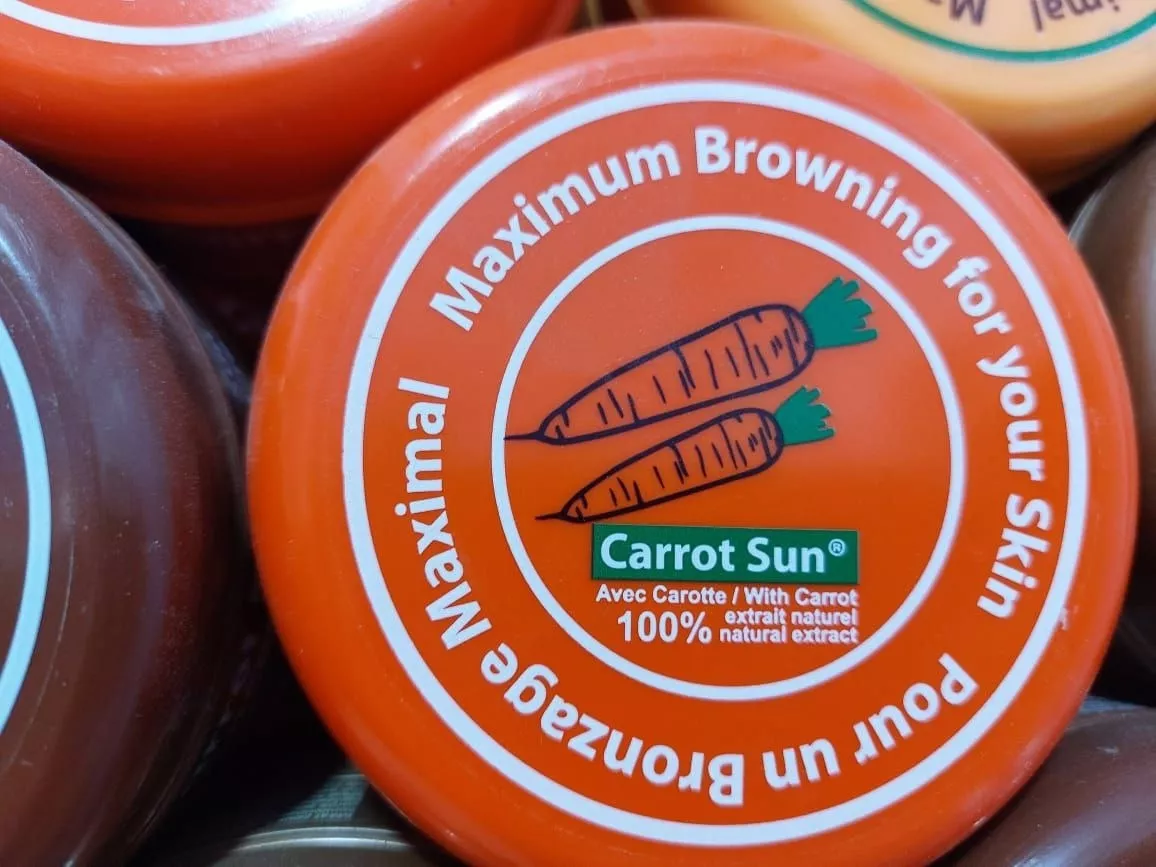 Maximum Browning for your Skin
Carrot Sun®
Avec Carotte / With Carrot
100% extrait naturel
natural extract
Pour un Bronzage Maximal